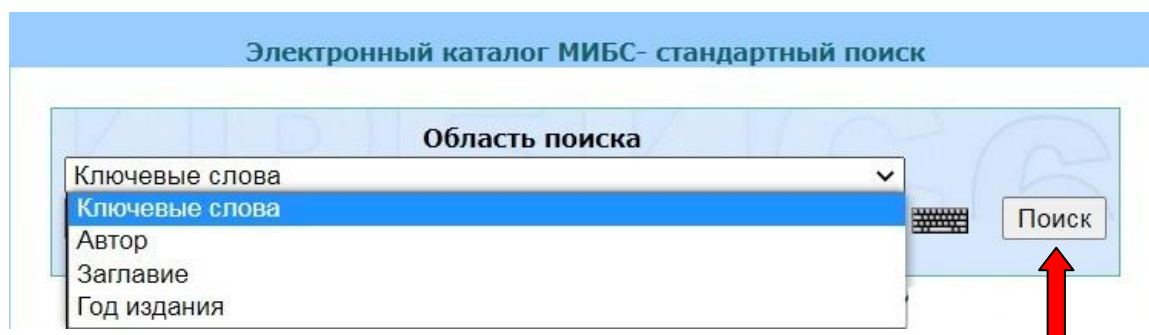 Электронный каталог МИБС- стандартный поиск
Область поиска
Ключевые слова
Ключевые слова
Автор
Заглавие
Год издания
Поиск